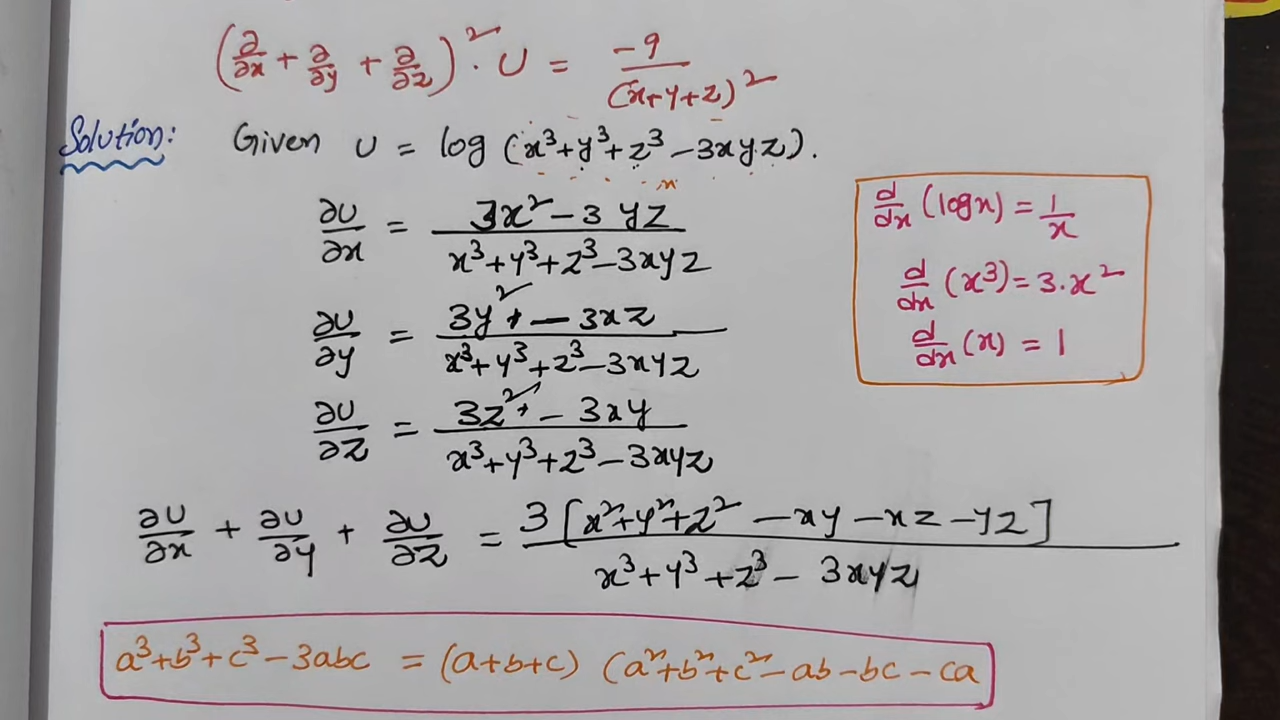 (∂/∂x + ∂/∂y + ∂/∂z)². U = -9/(x+y+z)²
Solution: Given U = log (x³+y³+z³-3xyz).
∂U/∂x = (3x²-3yz)/(x³+y³+z³-3xyz)
d/dx (logx) = 1/x
d/dx (x³) = 3.x²
d/dx (x) = 1
∂U/∂y = (3y² - 3xz)/(x³+y³+z³-3xyz)
∂U/∂z = (3z² - 3xy)/(x³+y³+z³-3xyz)
∂U/∂x + ∂U/∂y + ∂U/∂z = 3[x²+y²+z²-xy-xz-yz]/(x³+y³+z³-3xyz)
a³+b³+c³-3abc = (a+b+c) (a²+b²+c²-ab-bc-ca